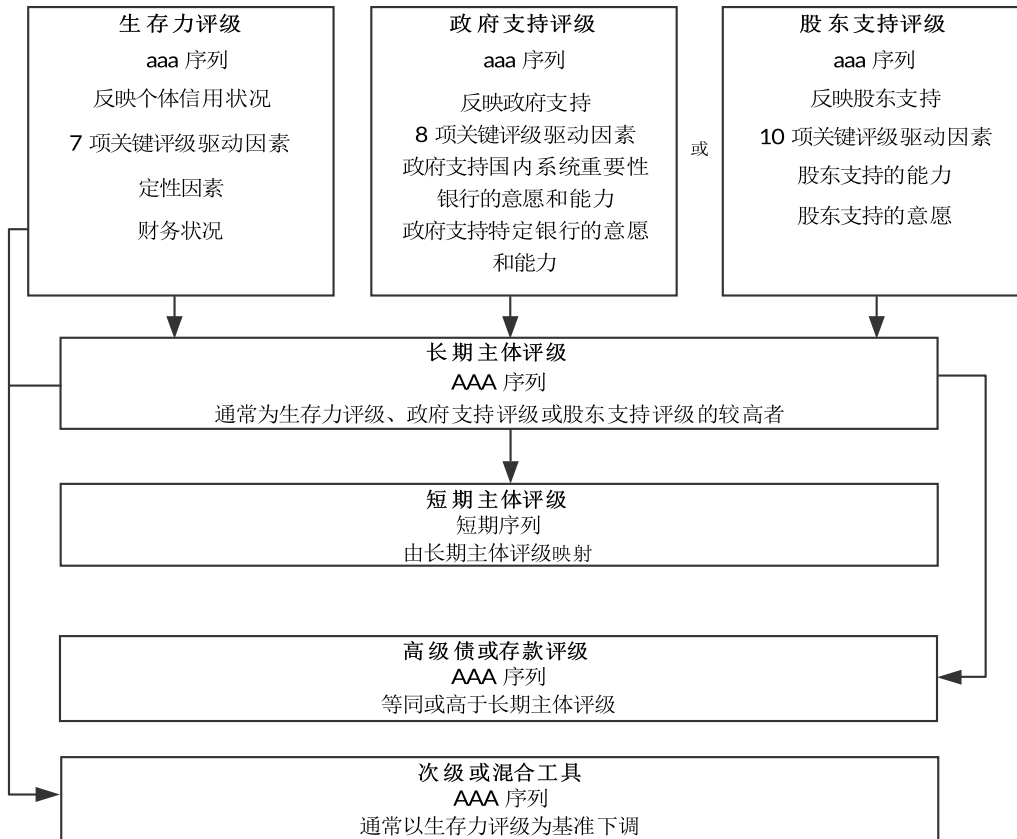 生存力评级
aaa 序列
反映个体信用状况
7 项关键评级驱动因素
定性因素
财务状况
政府支持评级
aaa 序列
反映政府支持
8 项关键评级驱动因素
政府支持国内系统重要性
银行的意愿和能力
政府支持特定银行的意愿
和能力
或
股东支持评级
aaa 序列
反映股东支持
10 项关键评级驱动因素
股东支持的能力
股东支持的意愿
长期主体评级
AAA 序列
通常为生存力评级、政府支持评级或股东支持评级的较高者
短期主体评级
短期序列
由长期主体评级映射
高级债或存款评级
AAA 序列
等同或高于长期主体评级
次级或混合工具
AAA 序列
通常以生存力评级为基准下调